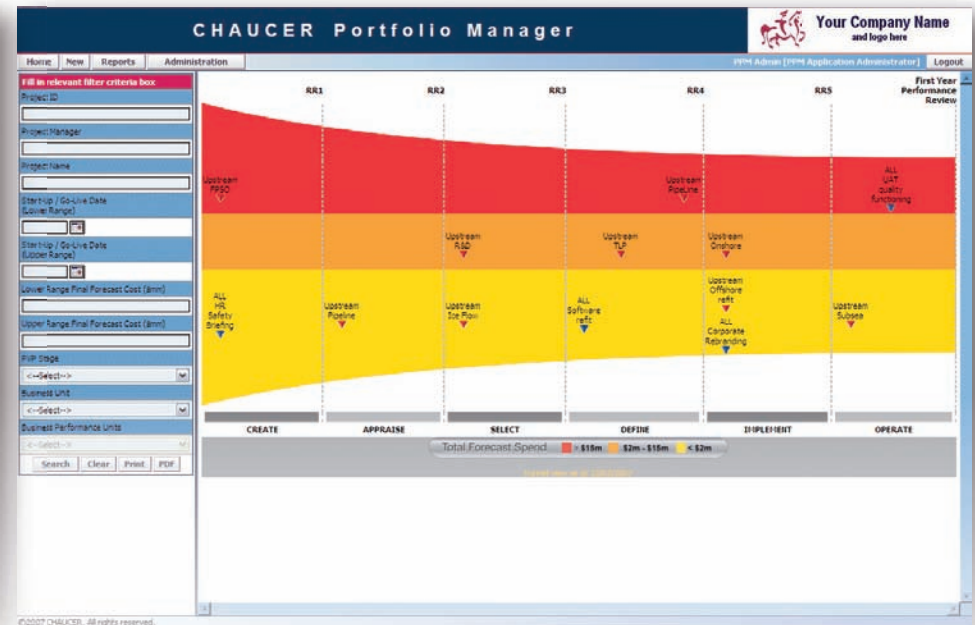 CHAUCER Portfolio Manager
Your Company Name
and logo here
Home New Reports Administration
PPM Admin [PPM Application Administrator] Logout
Fill in relevant filter criteria box
Project ID
Project Manager
Project Name
Start-up / Go-Live Date
(Lower Range)
Start-up / Go-Live Date
(Upper Range)
Lower Range Final Forecast Cost ($mm)
Upper Range Final Forecast Cost ($mm)
PVP Stage
<--Select-->
Business Unit
<--Select-->
Business Performance Units
<--Select-->
Search Clear Print PDF
RR1 RR2 RR3 RR4 RR5
First Year
Performance
Review
Upstream
FPSO
Upstream
PipeLine
ALL
UAT
quality
functioning
Upstream
R&D
Upstream
TLP
Upstream
Onshore
ALL
HR
Safety
Briefing
Upstream
Pipeline
Upstream
Ice Flow
ALL
Software
refit
Upstream
Offshore
refit
ALL
Corporate
Rebranding
Upstream
Subsea
CREATE APPRAISE SELECT DEFINE IMPLEMENT OPERATE
Total Forecast Spend > $15m $2m - $15m < $2m
©2007 CHAUCER. All rights reserved.